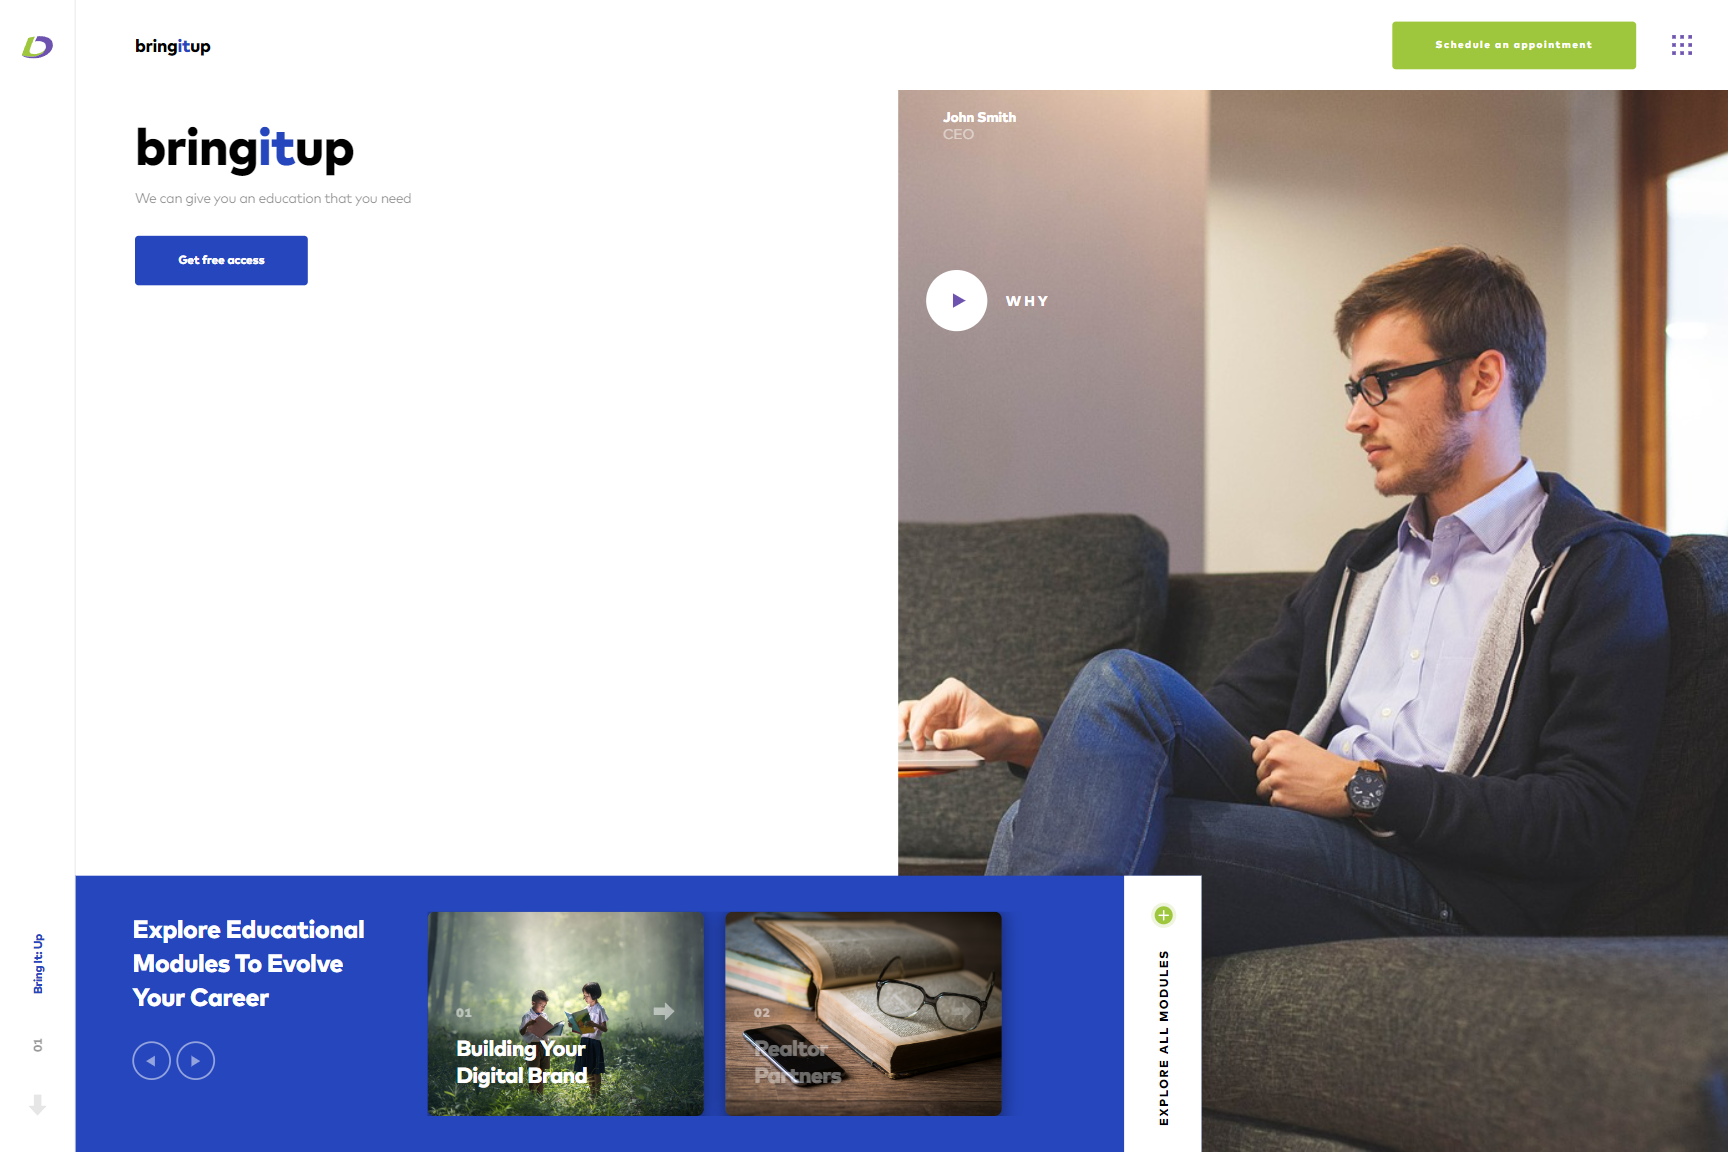 bringitup
Schedule an appointment
bringitup
We can give you an education that you need
Get free access
John Smith
CEO
WHY
Explore Educational
Modules To Evolve
Your Career
01
Building Your
Digital Brand
02
Realtor
Partners
EXPLORE ALL MODULES
Bring It: Up
01